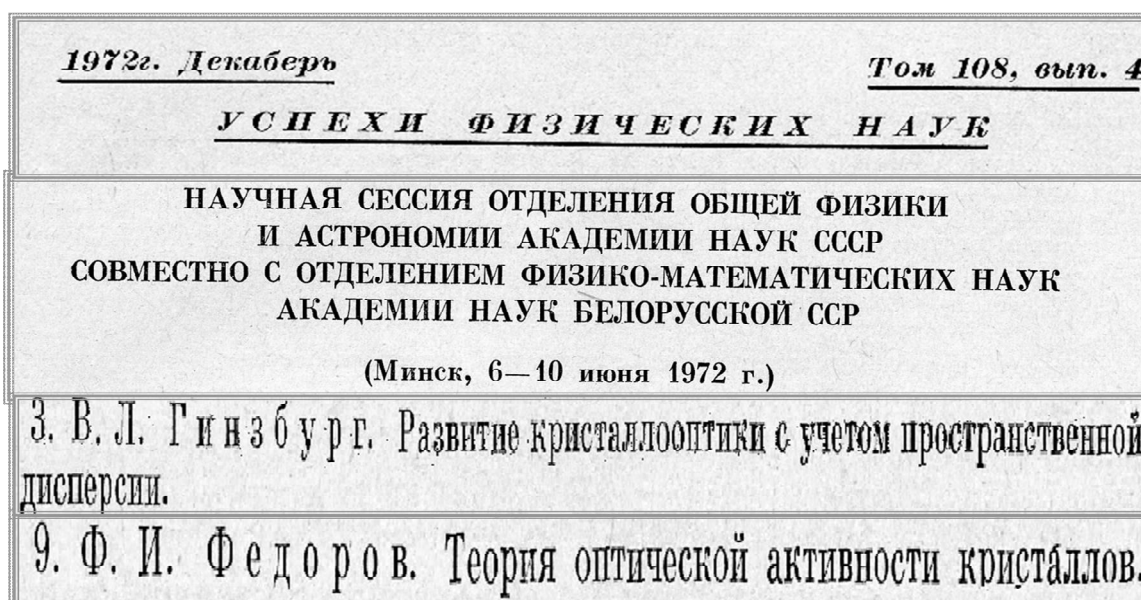 1972г. Декабрь
Том 108, вып. 4
УСПЕХИ ФИЗИЧЕСКИХ НАУК
НАУЧНАЯ СЕССИЯ ОТДЕЛЕНИЯ ОБЩЕЙ ФИЗИКИ
И АСТРОНОМИИ АКАДЕМИИ НАУК СССР
СОВМЕСТНО С ОТДЕЛЕНИЕМ ФИЗИКО-МАТЕМАТИЧЕСКИХ НАУК
АКАДЕМИИ НАУК БЕЛОРУССКОЙ ССР
(Минск, 6—10 июня 1972 г.)
3. В. Л. Гинзбург. Развитие кристаллооптики с учетом пространственной
дисперсии.
9. Ф. И. Федоров. Теория оптической активности кристаллов.